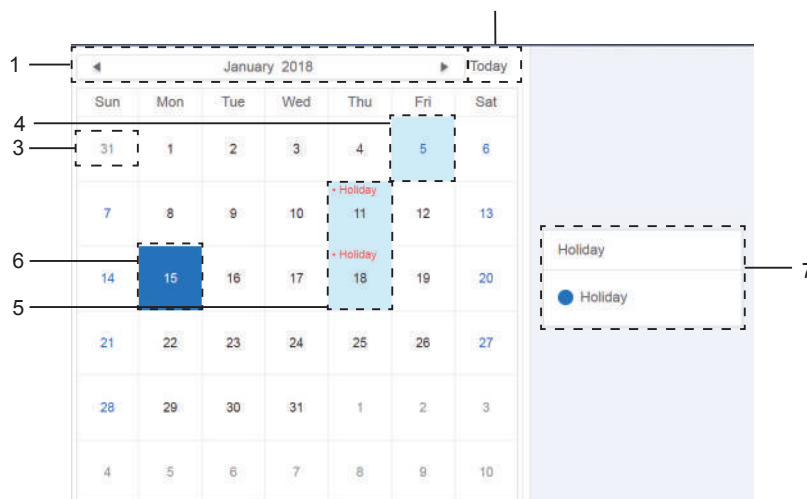 1
January 2018
Today
Sun Mon Tue Wed Thu Fri Sat
4
3
31 1 2 3 4 5 6
• Holiday
7 8 9 10 11 12 13
6
• Holiday
14 15 16 17 18 19 20
5
21 22 23 24 25 26 27
28 29 30 31 1 2 3
4 5 6 7 8 9 10
Holiday
Holiday
7